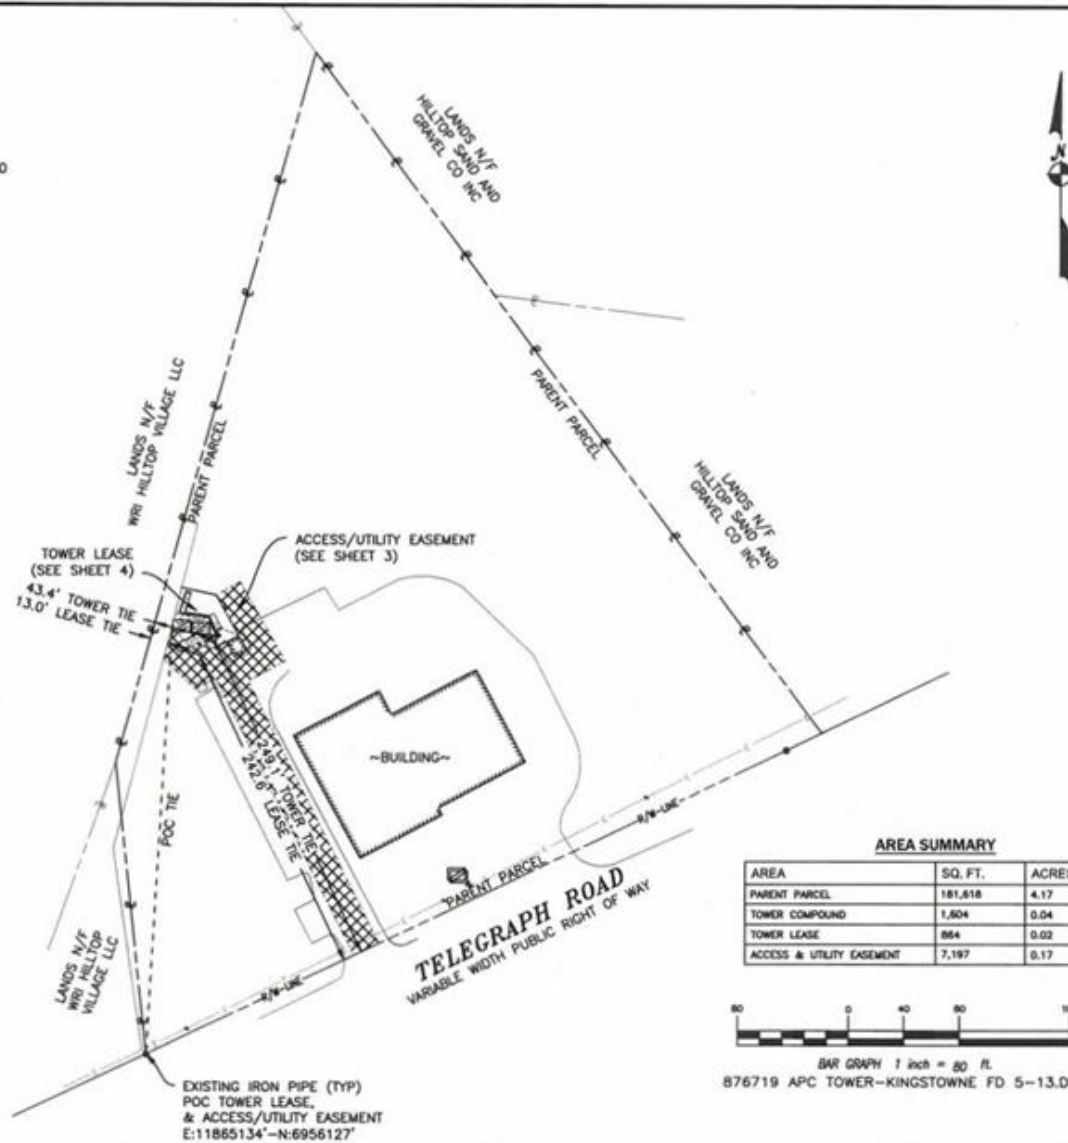 LANDS N/F
HILLTOP SAND AND
GRAVEL CO INC
N
LANDS N/F
WRI HILLTOP VILLAGE LLC
PARENT PARCEL
PARENT PARCEL
LANDS N/F
HILLTOP SAND AND
GRAVEL CO INC
TOWER LEASE
(SEE SHEET 4)
43.4' TOWER TIE
13.0' LEASE TIE
ACCESS/UTILITY EASEMENT
(SEE SHEET 3)
~BUILDING~
249.1' TOWER TIE
242.6' LEASE TIE
POC TIE
R/W-LINE
PARENT PARCEL
TELEGRAPH ROAD
VARIABLE WIDTH PUBLIC RIGHT OF WAY
LANDS N/F
WRI HILLTOP
VILLAGE LLC
R/W-LINE
EXISTING IRON PIPE (TYP)
POC TOWER LEASE,
& ACCESS/UTILITY EASEMENT
E:11865134'-N:6956127'
AREA SUMMARY
AREA SQ. FT. ACRES
PARENT PARCEL 181,618 4.17
TOWER COMPOUND 1,604 0.04
TOWER LEASE 864 0.02
ACCESS & UTILITY EASEMENT 7,197 0.17
80 0 40 80
BAR GRAPH 1 inch = 80 ft.
876719 APC TOWER-KINGSTOWNE FD 5-13.D